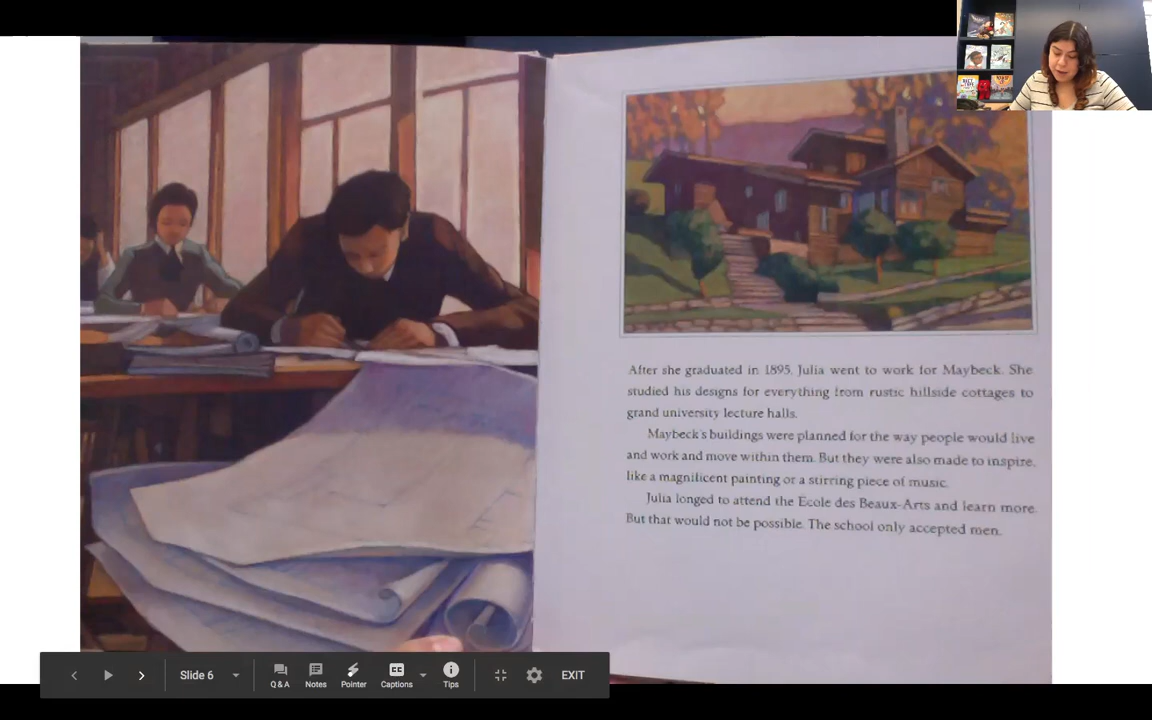 After she graduated in 1895, Julia went to work for Maybeck. She
studied his designs for everything from rustic hillside cottages to
grand university lecture halls.
Maybeck's buildings were planned for the way people would live
and work and move within them. But they were also made to inspire,
like a magnificent painting or a stirring piece of music.
Julia longed to attend the Ecole des Beaux-Arts and learn more.
But that would not be possible. The school only accepted men.
Slide 6
Q&A
Notes
Pointer
Captions
CC
Tips
EXIT